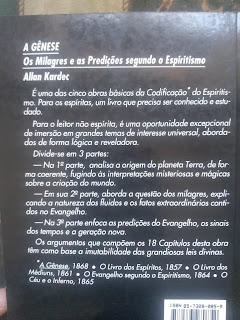 A GÊNESE
Os Milagres e as Predições segundo o Espiritismo
Allan Kardec
É uma das cinco obras básicas da Codificação* do Espiritis-
mo. Para os espíritas, um livro que precisa ser conhecido e estu-
dado.
Para o leitor não espírita, é uma oportunidade excepcional
de imersão em grandes temas de interesse universal, aborda-
dos de forma lógica e reveladora.
Divide-se em 3 partes:
— Na 1ª parte, analisa a origem do planeta Terra, de for-
ma coerente, fugindo às interpretações misteriosas e mágicas
sobre a criação do mundo.
— Em sua 2ª parte, aborda a questão dos milagres, expli-
cando a natureza dos fluidos e os fatos extraordinários conti-
dos no Evangelho.
— Na 3ª parte enfoca as predições do Evangelho, os sinais
dos tempos e a geração nova.
Os argumentos que compõem os 18 Capítulos desta obra
têm como base a imutabilidade das grandiosas leis divinas.
*A Gênese, 1868 • O Livro dos Espíritos, 1857 • O Livro dos
Médiuns, 1861 • O Evangelho segundo o Espiritismo, 1864 • O
Céu e o Inferno, 1865